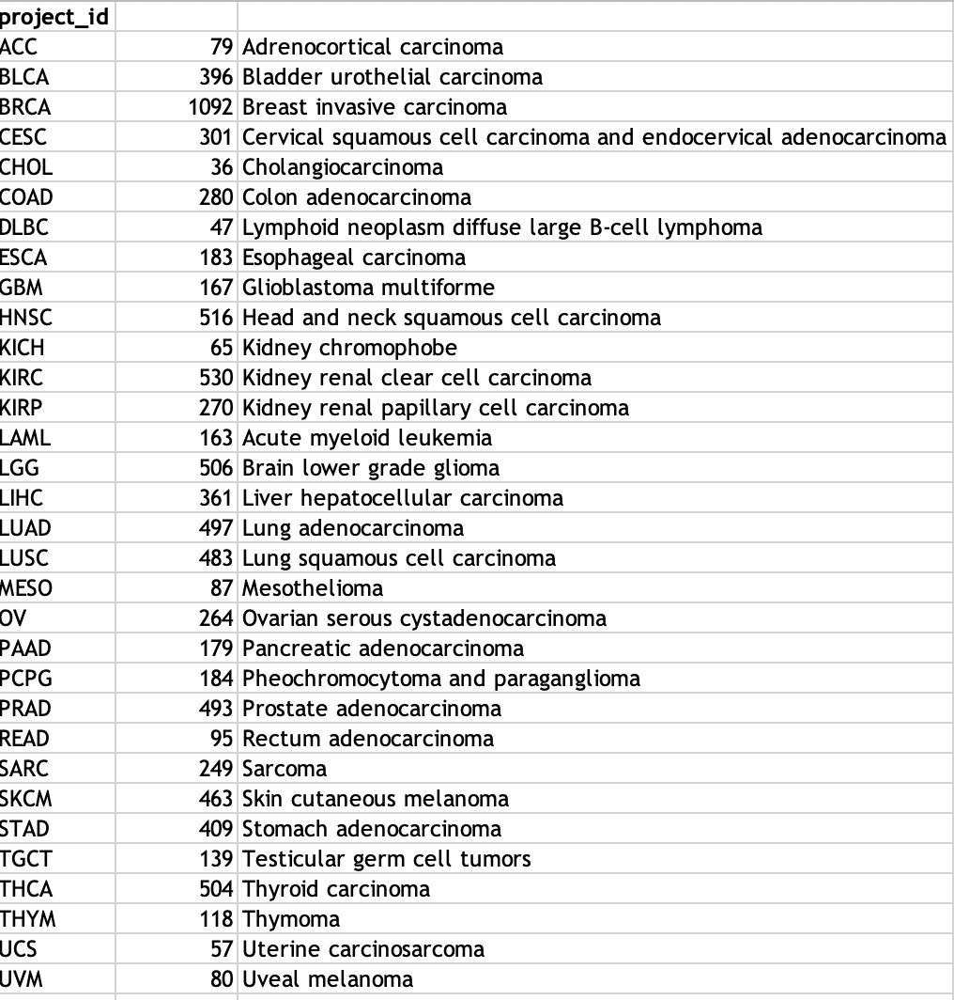 project_id
ACC 79 Adrenocortical carcinoma
BLCA 396 Bladder urothelial carcinoma
BRCA 1092 Breast invasive carcinoma
CESC 301 Cervical squamous cell carcinoma and endocervical adenocarcinoma
CHOL 36 Cholangiocarcinoma
COAD 280 Colon adenocarcinoma
DLBC 47 Lymphoid neoplasm diffuse large B-cell lymphoma
ESCA 183 Esophageal carcinoma
GBM 167 Glioblastoma multiforme
HNSC 516 Head and neck squamous cell carcinoma
KICH 65 Kidney chromophobe
KIRC 530 Kidney renal clear cell carcinoma
KIRP 270 Kidney renal papillary cell carcinoma
LAML 163 Acute myeloid leukemia
LGG 506 Brain lower grade glioma
LIHC 361 Liver hepatocellular carcinoma
LUAD 497 Lung adenocarcinoma
LUSC 483 Lung squamous cell carcinoma
MESO 87 Mesothelioma
OV 264 Ovarian serous cystadenocarcinoma
PAAD 179 Pancreatic adenocarcinoma
PCPG 184 Pheochromocytoma and paraganglioma
PRAD 493 Prostate adenocarcinoma
READ 95 Rectum adenocarcinoma
SARC 249 Sarcoma
SKCM 463 Skin cutaneous melanoma
STAD 409 Stomach adenocarcinoma
TGCT 139 Testicular germ cell tumors
THCA 504 Thyroid carcinoma
THYM 118 Thymoma
UCS 57 Uterine carcinosarcoma
UVM 80 Uveal melanoma